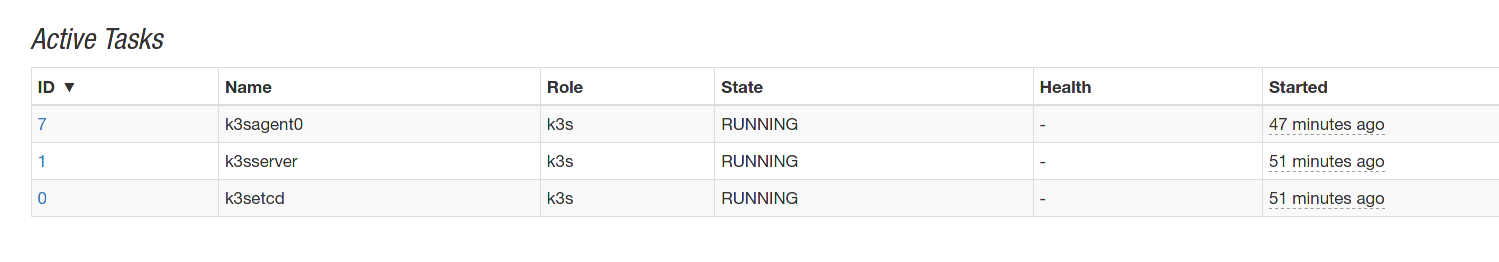 Active Tasks
ID ▼ Name Role State Health Started
7 k3sagent0 k3s RUNNING - 47 minutes ago
1 k3sserver k3s RUNNING - 51 minutes ago
0 k3setcd k3s RUNNING - 51 minutes ago